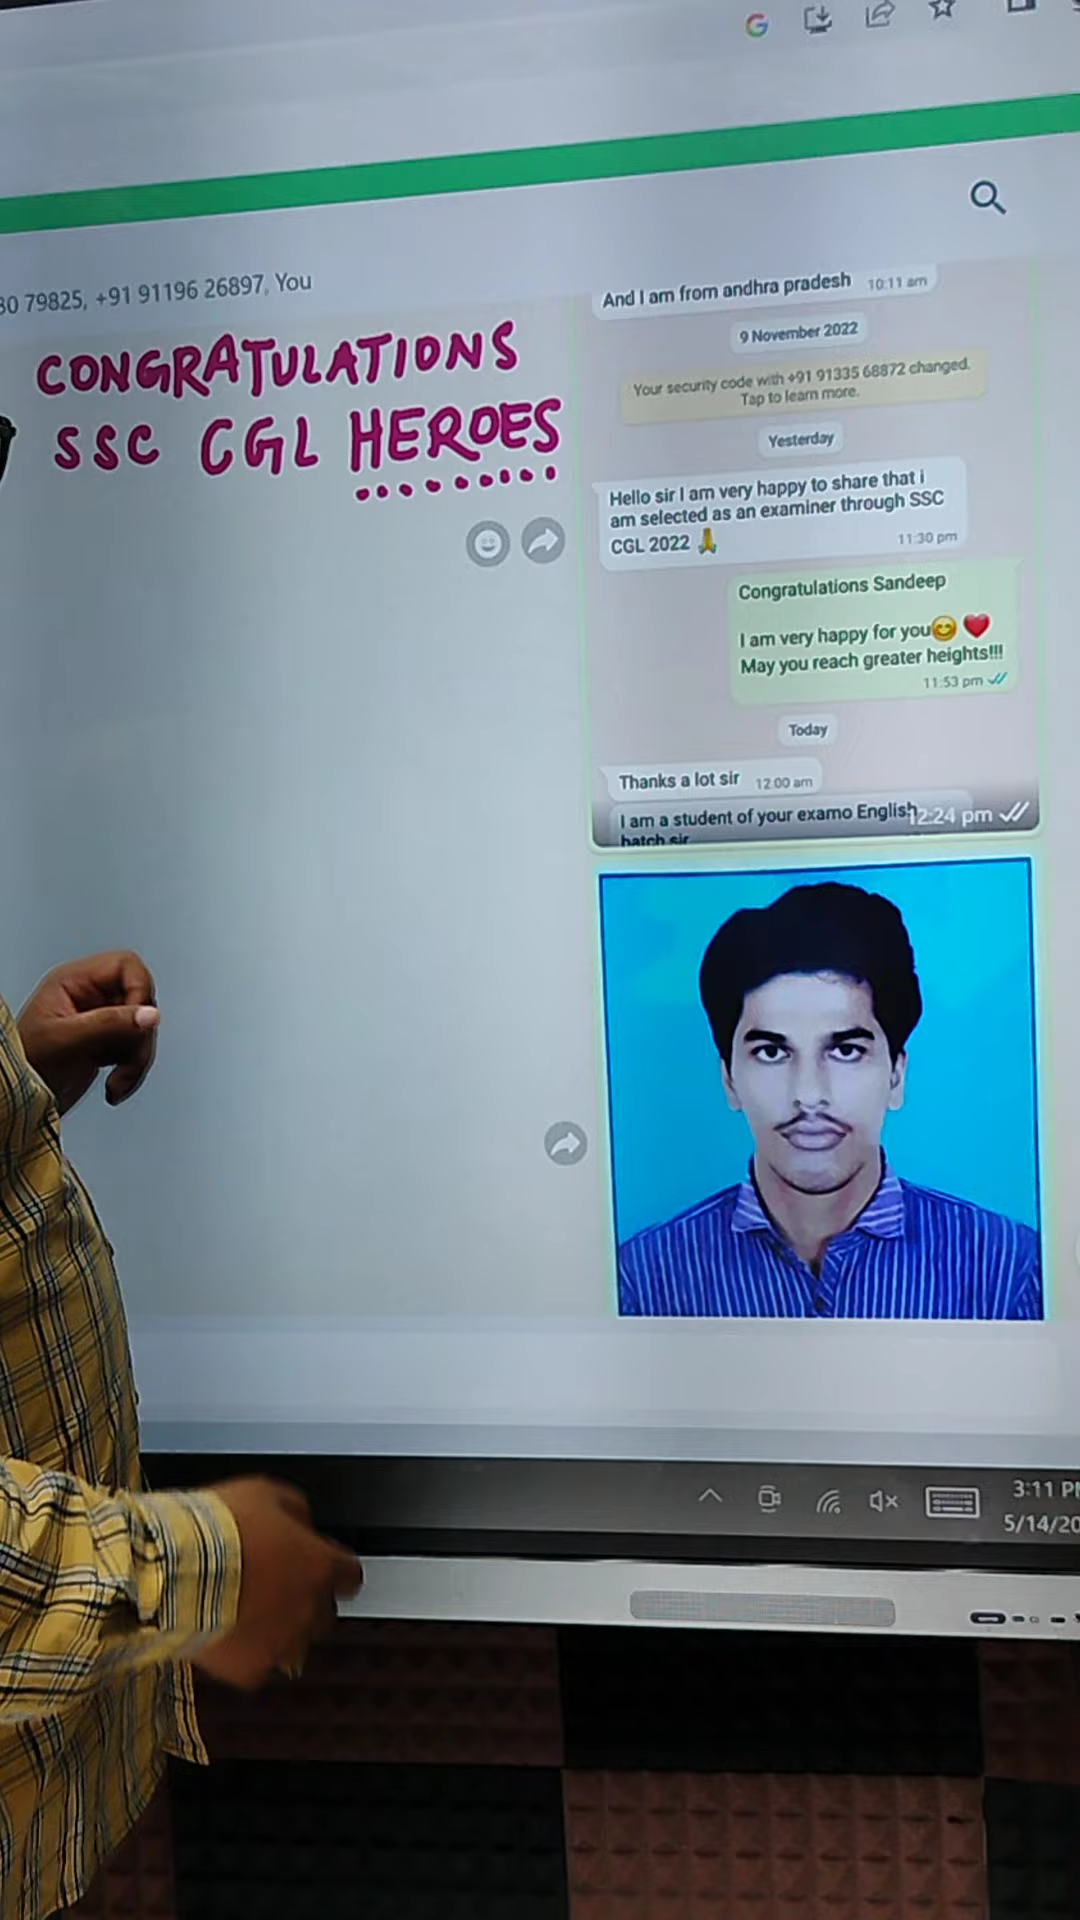 30 79825, +91 91196 26897, You
CONGRATULATIONS
SSC CGL HEROES
And I am from andhra pradesh 10:11 am
9 November 2022
Your security code with +91 91335 68872 changed.
Tap to learn more.
Yesterday
Hello sir I am very happy to share that i
am selected as an examiner through SSC
CGL 2022 🙏 11:30 pm
Congratulations Sandeep
I am very happy for you😊 ❤️
May you reach greater heights!!!
11:53 pm
Today
Thanks a lot sir 12:00 am
I am a student of your examo English
batch sir
12:24 pm
3:11 P
5/14/20